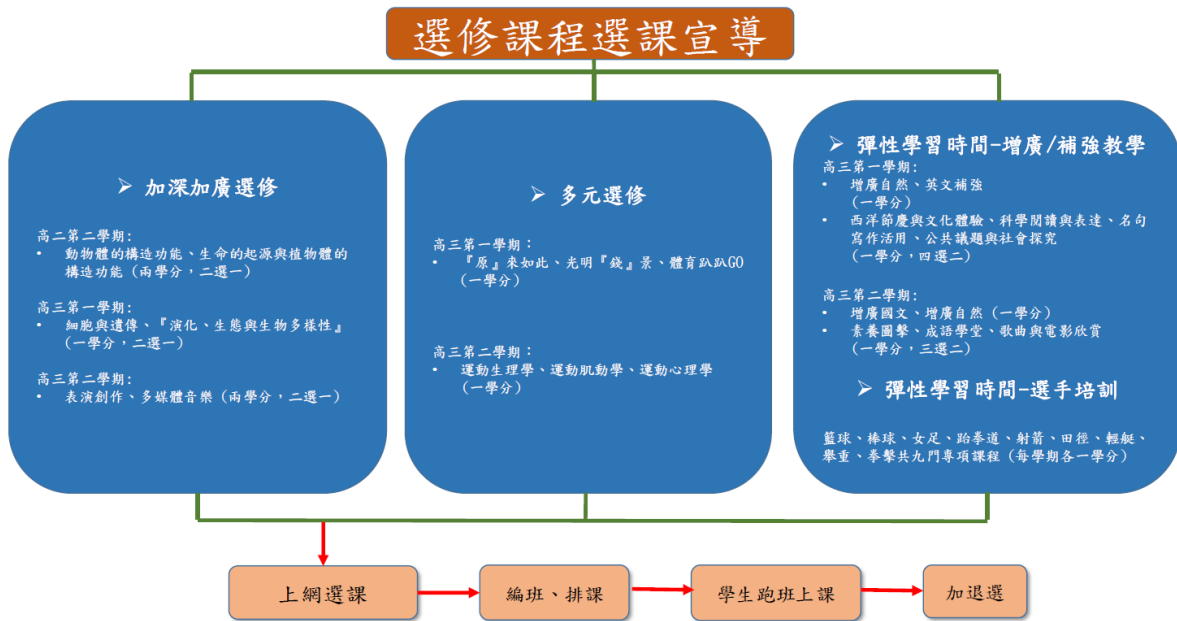 選修課程選課宣導
➢ 加深加廣選修
高二第二學期:
• 動物體的構造功能、生命的起源與植物體的
構造功能 (兩學分，二選一)
高三第一學期:
• 細胞與遺傳、『演化、生態與生物多樣性』
(一學分，二選一)
高三第二學期:
• 表演創作、多媒體音樂 (兩學分，二選一)
➢ 多元選修
高三第一學期：
• 『原』來如此、光明『錢』景、體育趴趴GO
(一學分)
高三第二學期：
• 運動生理學、運動肌動學、運動心理學
(一學分)
➢ 彈性學習時間-增廣/補強教學
高三第一學期:
• 增廣自然、英文補強
(一學分)
• 西洋節慶與文化體驗、科學閱讀與表達、名句
寫作活用、公共議題與社會探究
(一學分，四選二)
高三第二學期:
• 增廣國文、增廣自然 (一學分)
• 素養圖擊、成語學堂、歌曲與電影欣賞
(一學分，三選二)
➢ 彈性學習時間-選手培訓
籃球、棒球、女足、跆拳道、射箭、田徑、輕艇、
舉重、拳擊共九門專項課程 (每學期各一學分)
上網選課
編班、排課
學生跑班上課
加退選